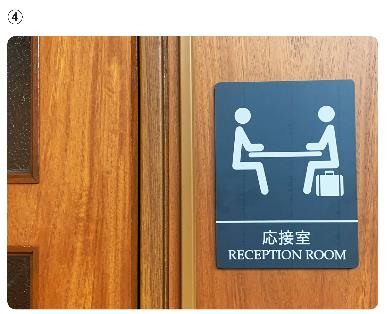 ④
応接室
RECEPTION ROOM